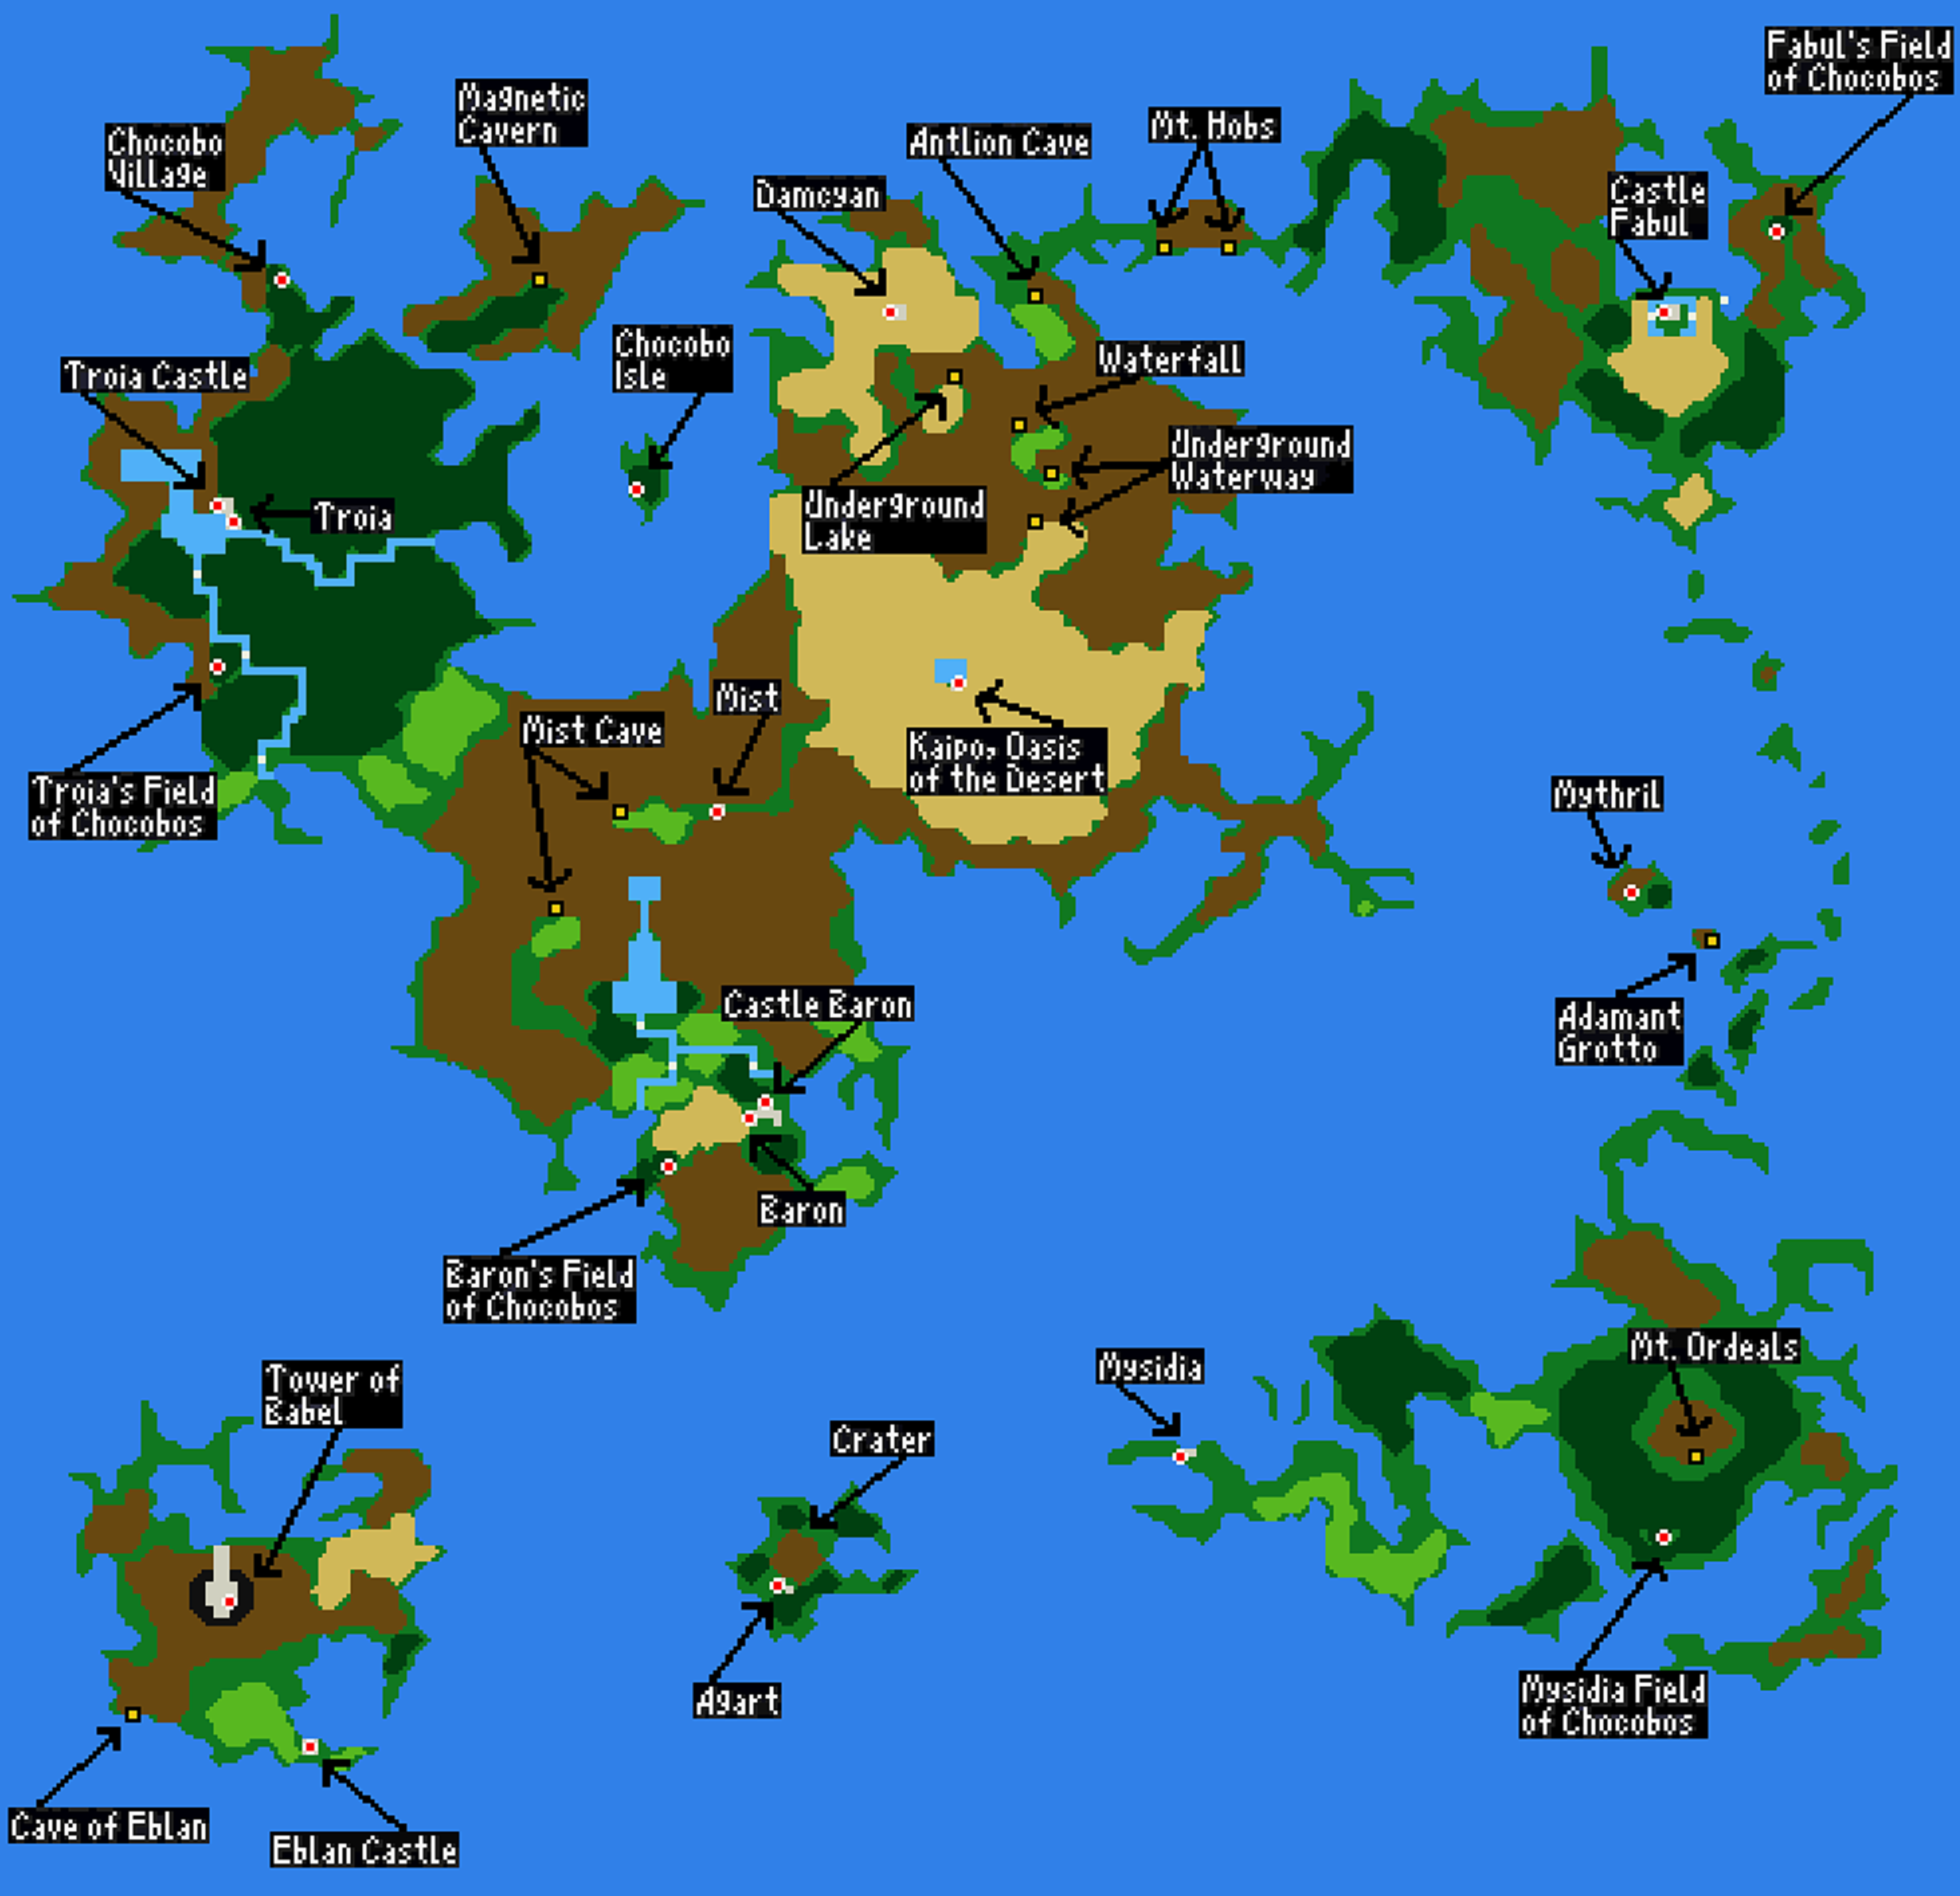 Fabul's Field
of Chocobos
Magnetic
Cavern
Mt. Hobs
Chocobo
Village
Antlion Cave
Damcyan
Castle
Fabul
Chocobo
Isle
Waterfall
Troia Castle
Underground
Waterway
Underground
Lake
Troia
Mist
Mist Cave
Kaipo, Oasis
of the Desert
Troia's Field
of Chocobos
Mythril
Castle Baron
Adamant
Grotto
Baron
Baron's Field
of Chocobos
Mt. Ordeals
Mysidia
Tower of
Babel
Crater
Agart
Mysidia Field
of Chocobos
Cave of Eblan
Eblan Castle